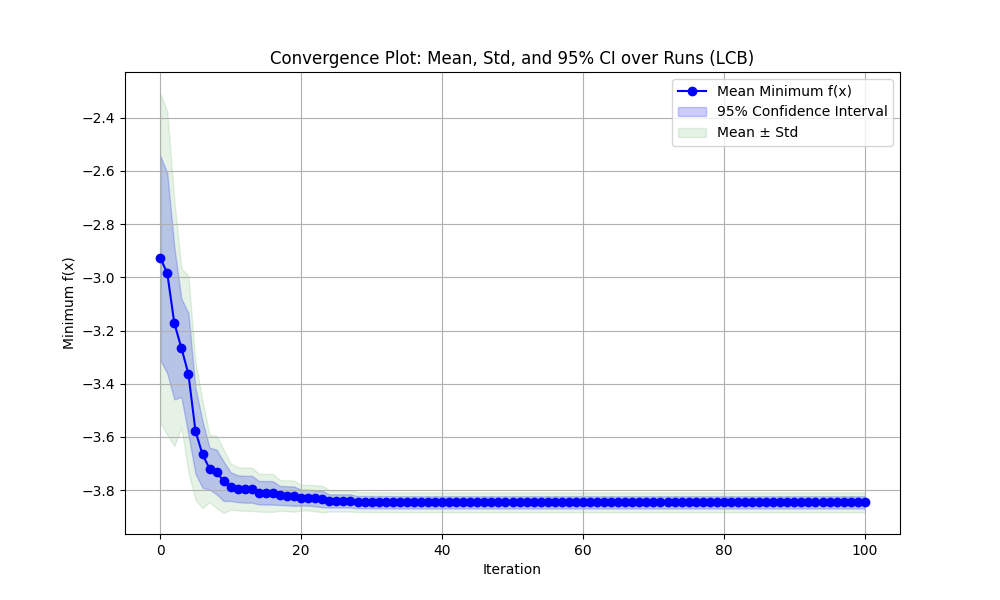 Convergence Plot: Mean, Std, and 95% CI over Runs (LCB)
Mean Minimum f(x)
95% Confidence Interval
Mean ± Std
Minimum f(x)
−2.4
−2.6
−2.8
−3.0
−3.2
−3.4
−3.6
−3.8
0 20 40 60 80 100
Iteration